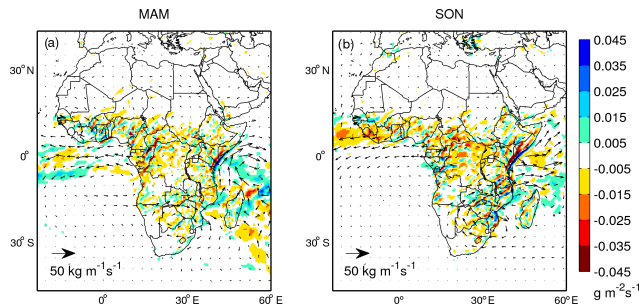 MAM
SON
(a)
(b)
30°N
0°
30°S
50 kg m⁻¹s⁻¹
0°
30°E
60°E
30°N
0°
30°S
50 kg m⁻¹s⁻¹
0°
30°E
60°E
0.045
0.035
0.025
0.015
0.005
-0.005
-0.015
-0.025
-0.035
-0.045
g m⁻²s⁻¹